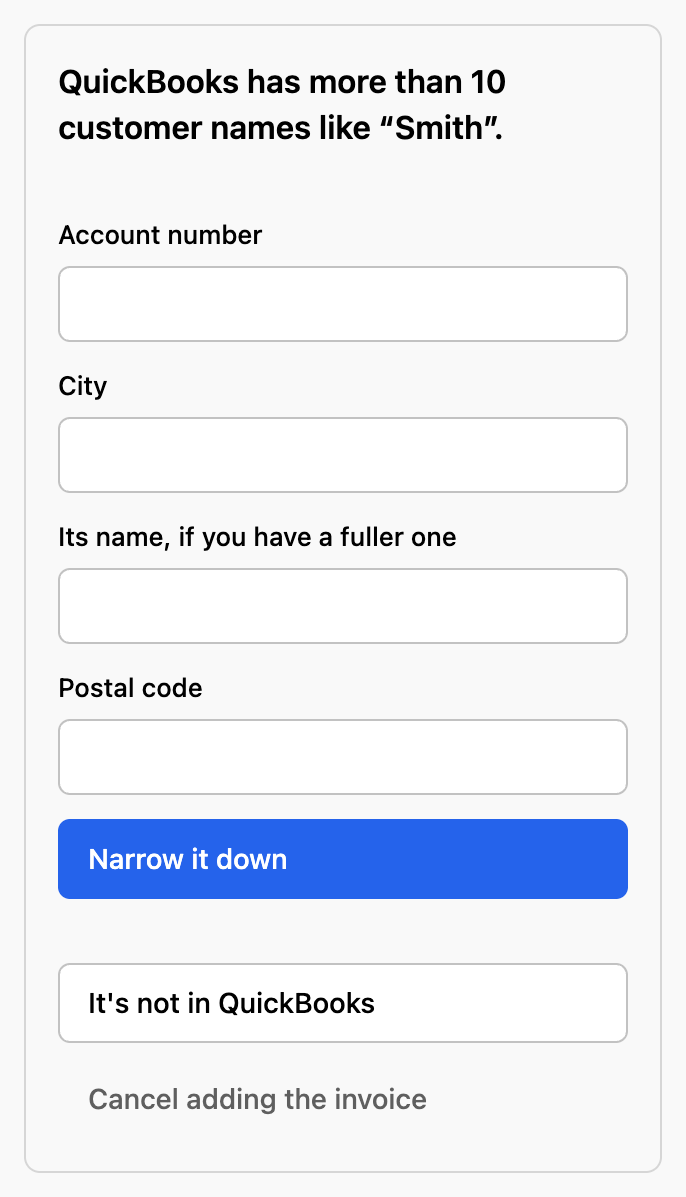 QuickBooks has more than 10
customer names like “Smith”.
Account number
City
Its name, if you have a fuller one
Postal code
Narrow it down
It's not in QuickBooks
Cancel adding the invoice